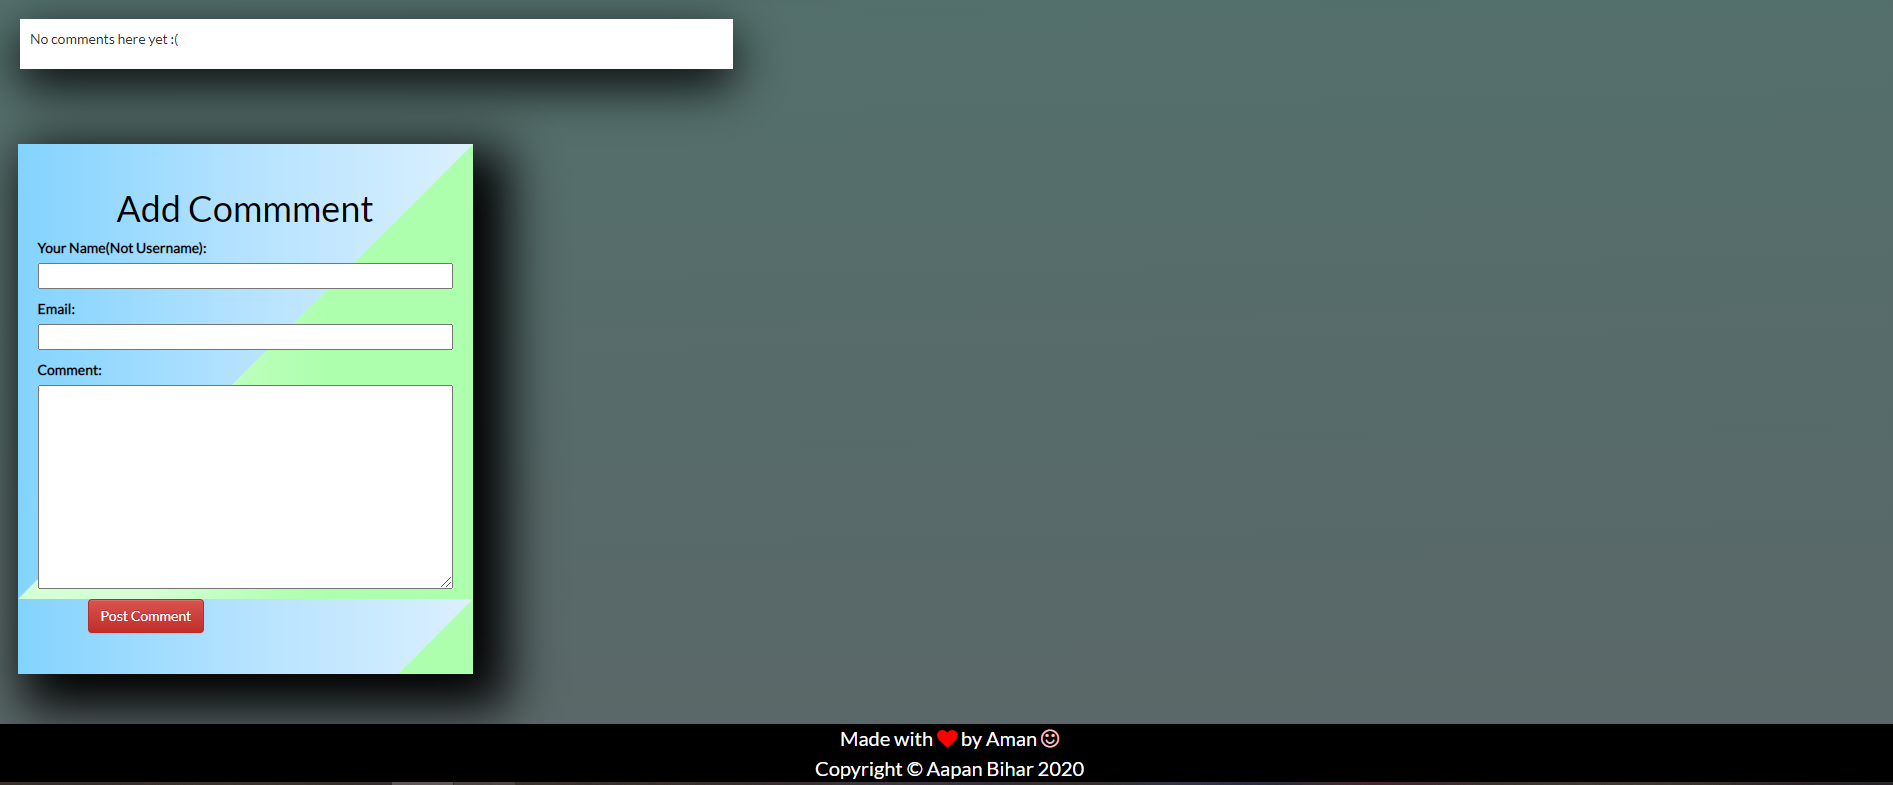 No comments here yet :(
Add Commment
Your Name(Not Username):
Email:
Comment:
Post Comment
Made with ❤ by Aman ☺
Copyright © Aapan Bihar 2020